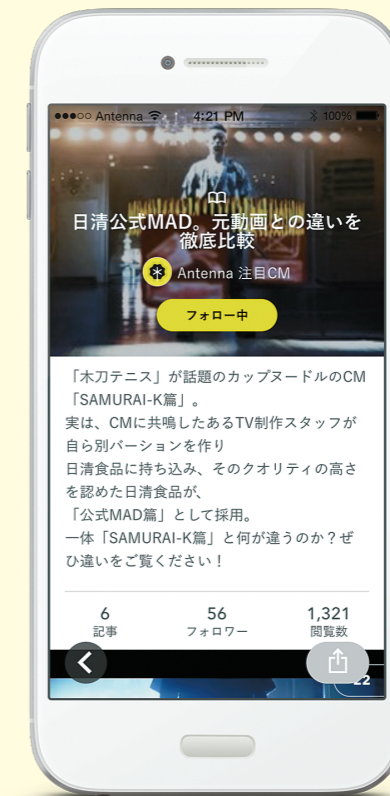 Antenna 4:21 PM 100%
日清公式MAD。元動画との違いを
徹底比較
Antenna 注目CM
フォロー中
「木刀テニス」が話題のカップヌードルのCM
「SAMURAI-K篇」。
実は、CMに共鳴したあるTV制作スタッフが
自ら別バーションを作り
日清食品に持ち込み、そのクオリティの高さ
を認めた日清食品が、
「公式MAD篇」として採用。
一体「SAMURAI-K篇」と何が違うのか？ぜ
ひ違いをご覧ください！
6 56 1,321
記事 フォロワー 閲覧数
22